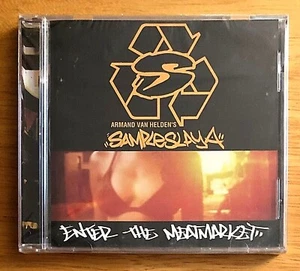 S
ARMAND VAN HELDEN'S
"SAMPLESLAYA"
ENTER THE MEATMARKET..